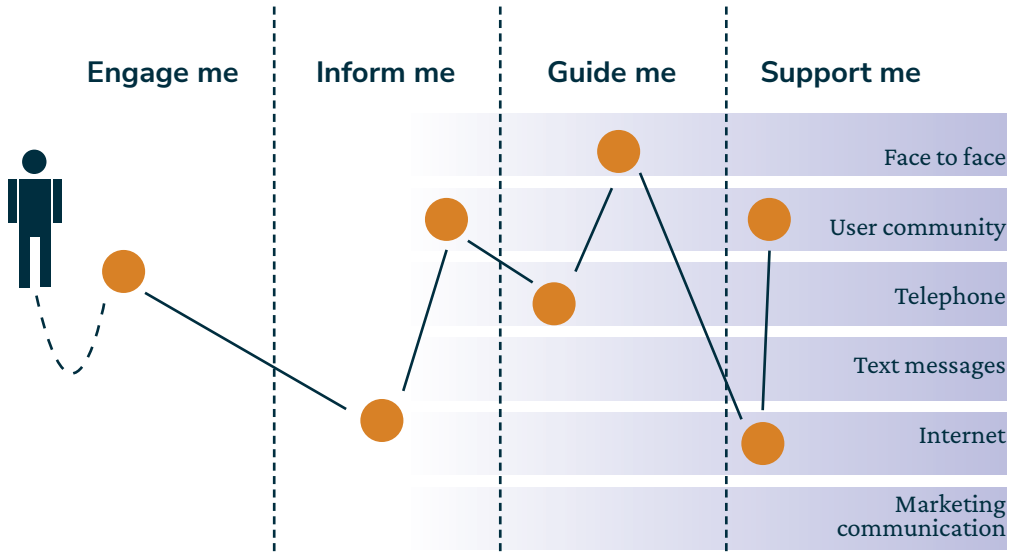 Engage me
Inform me
Guide me
Support me
Face to face
User community
Telephone
Text messages
Internet
Marketing
communication